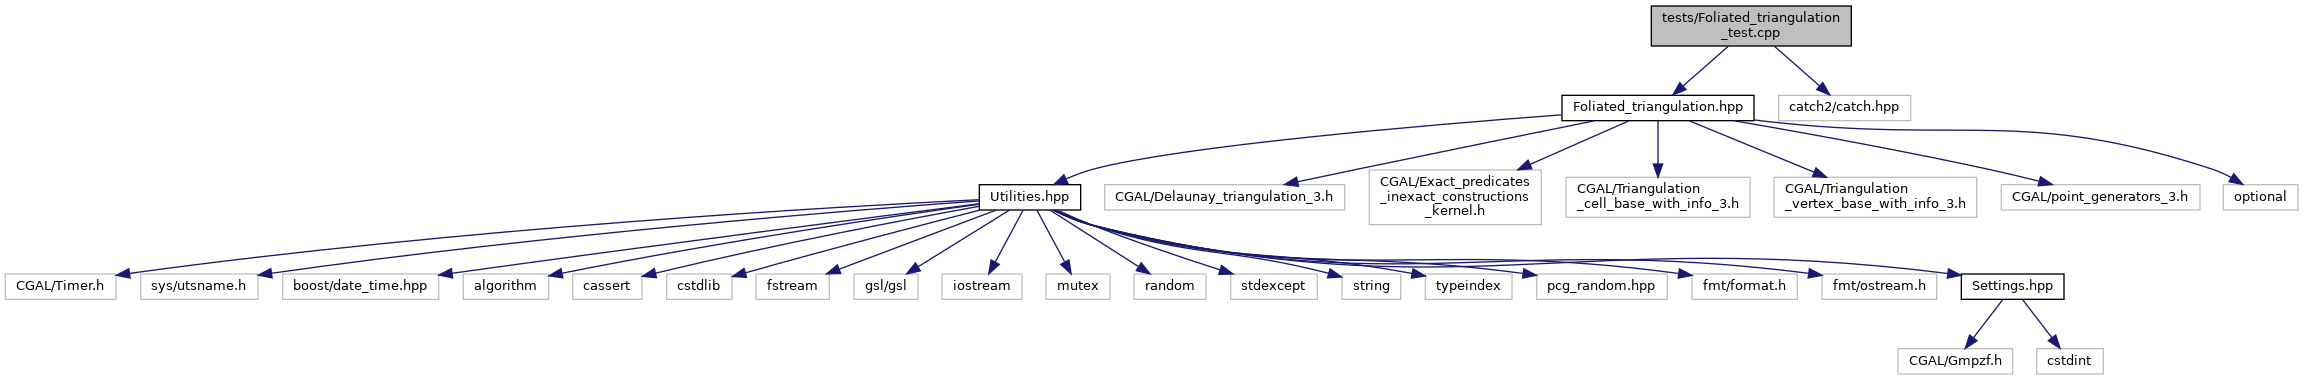 tests/Foliated_triangulation
_test.cpp
Foliated_triangulation.hpp
catch2/catch.hpp
Utilities.hpp
CGAL/Delaunay_triangulation_3.h
CGAL/Exact_predicates
_inexact_constructions
_kernel.h
CGAL/Triangulation
_cell_base_with_info_3.h
CGAL/Triangulation
_vertex_base_with_info_3.h
CGAL/point_generators_3.h
optional
CGAL/Timer.h
sys/utsname.h
boost/date_time.hpp
algorithm
cassert
cstdlib
fstream
gsl/gsl
iostream
mutex
random
stdexcept
string
typeindex
pcg_random.hpp
fmt/format.h
fmt/ostream.h
Settings.hpp
CGAL/Gmpzf.h
cstdint